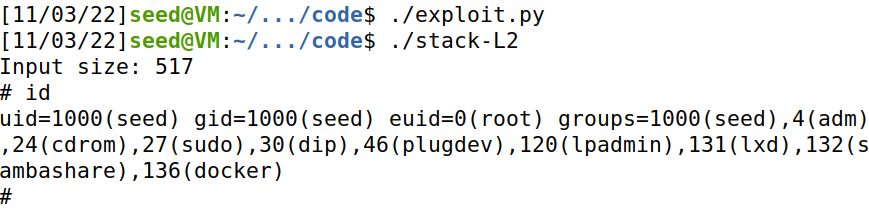 [11/03/22]seed@VM:~/.../code$ ./exploit.py
[11/03/22]seed@VM:~/.../code$ ./stack-L2
Input size: 517
# id
uid=1000(seed) gid=1000(seed) euid=0(root) groups=1000(seed),4(adm)
,24(cdrom),27(sudo),30(dip),46(plugdev),120(lpadmin),131(lxd),132(s
ambashare),136(docker)
#